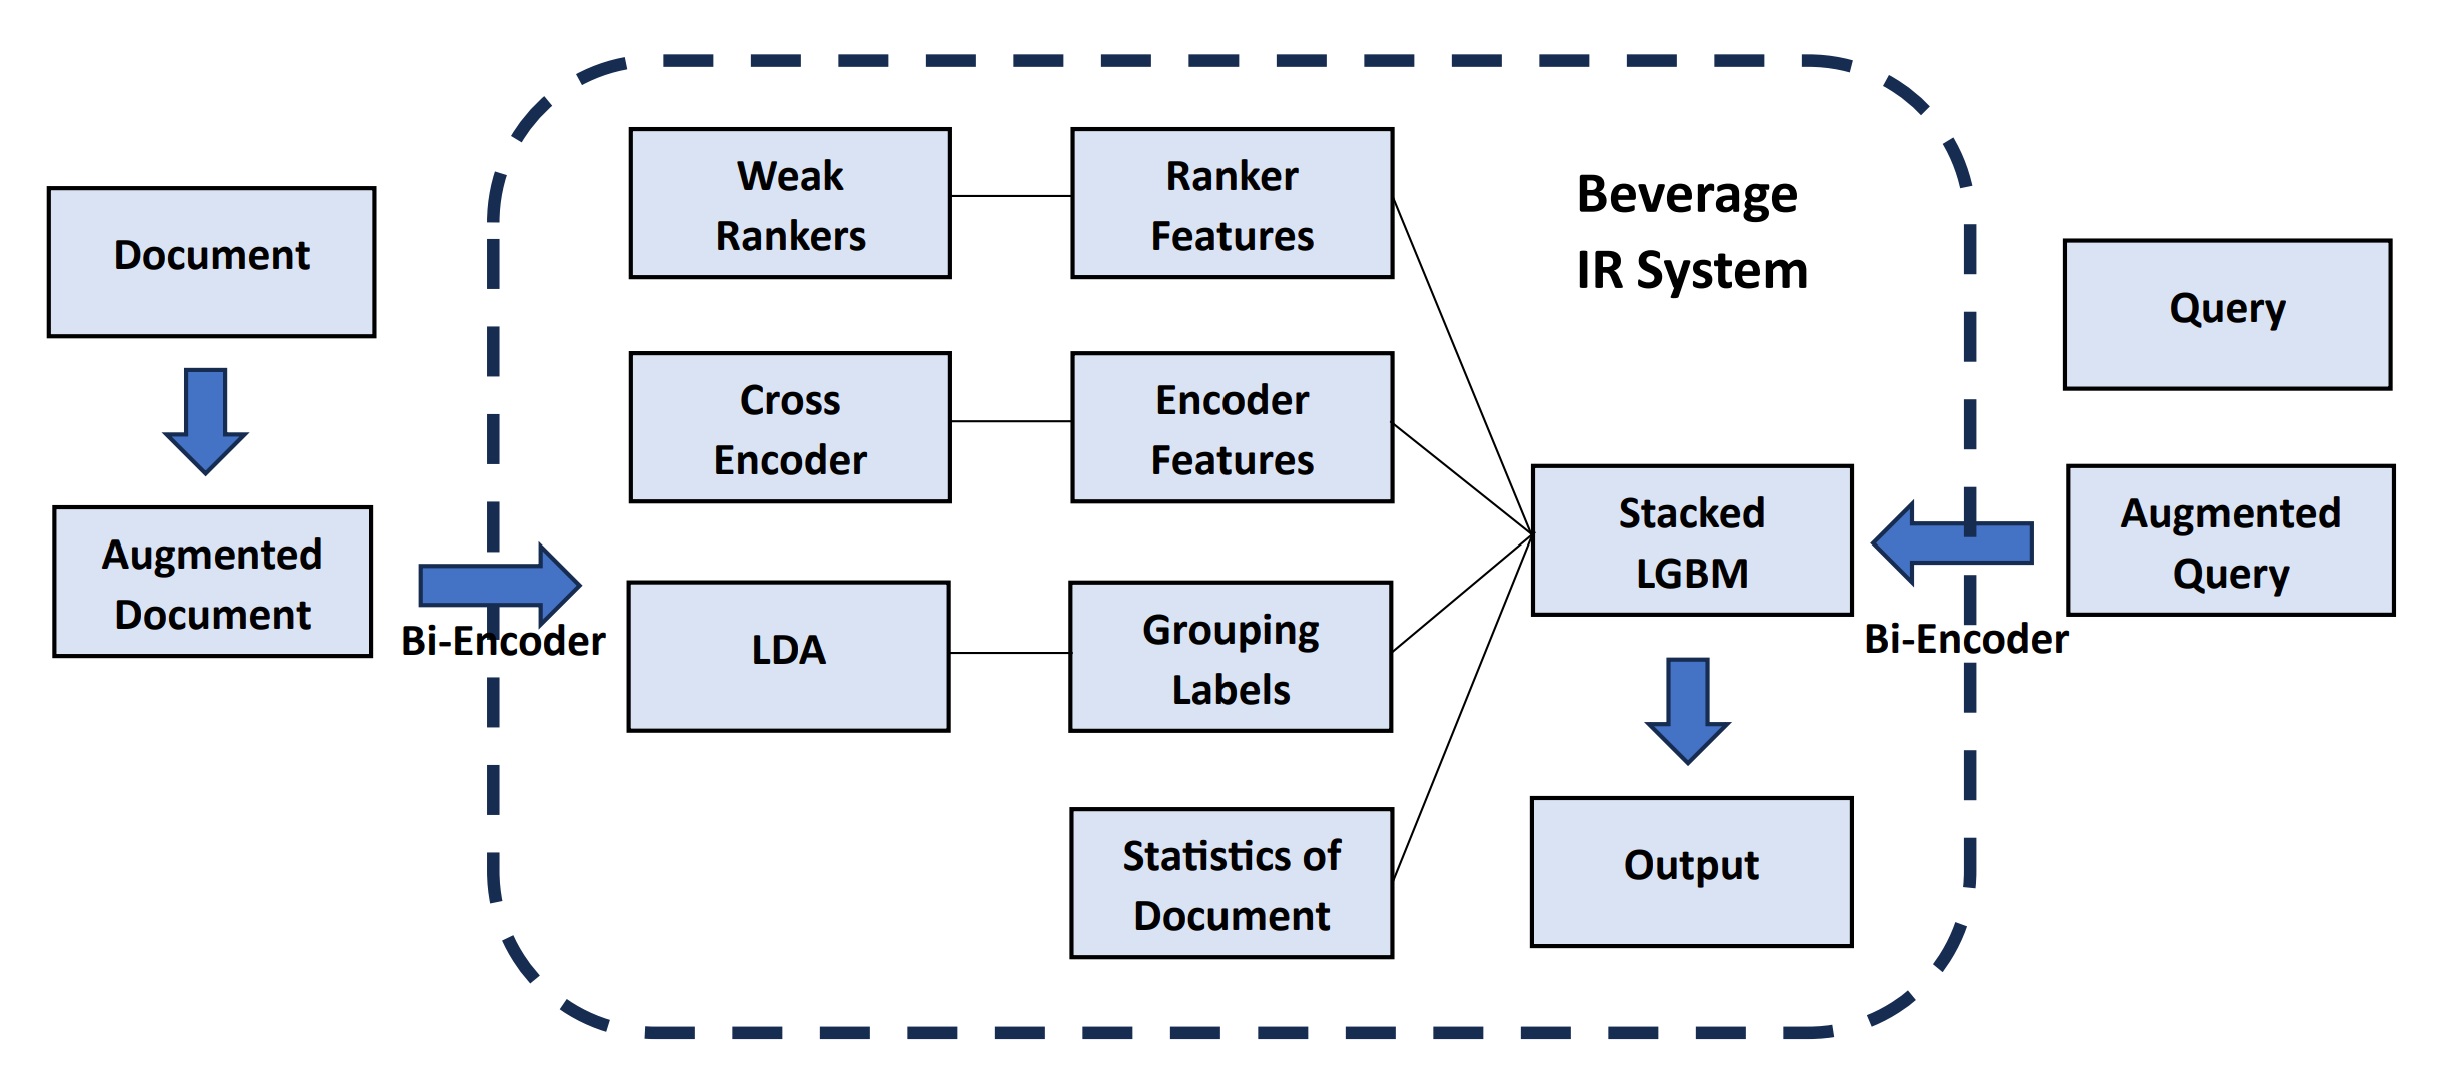 Document
Augmented
Document
Bi-Encoder
Weak
Rankers
Ranker
Features
Cross
Encoder
Encoder
Features
LDA
Grouping
Labels
Statistics of
Document
Beverage
IR System
Stacked
LGBM
Output
Query
Augmented
Query
Bi-Encoder